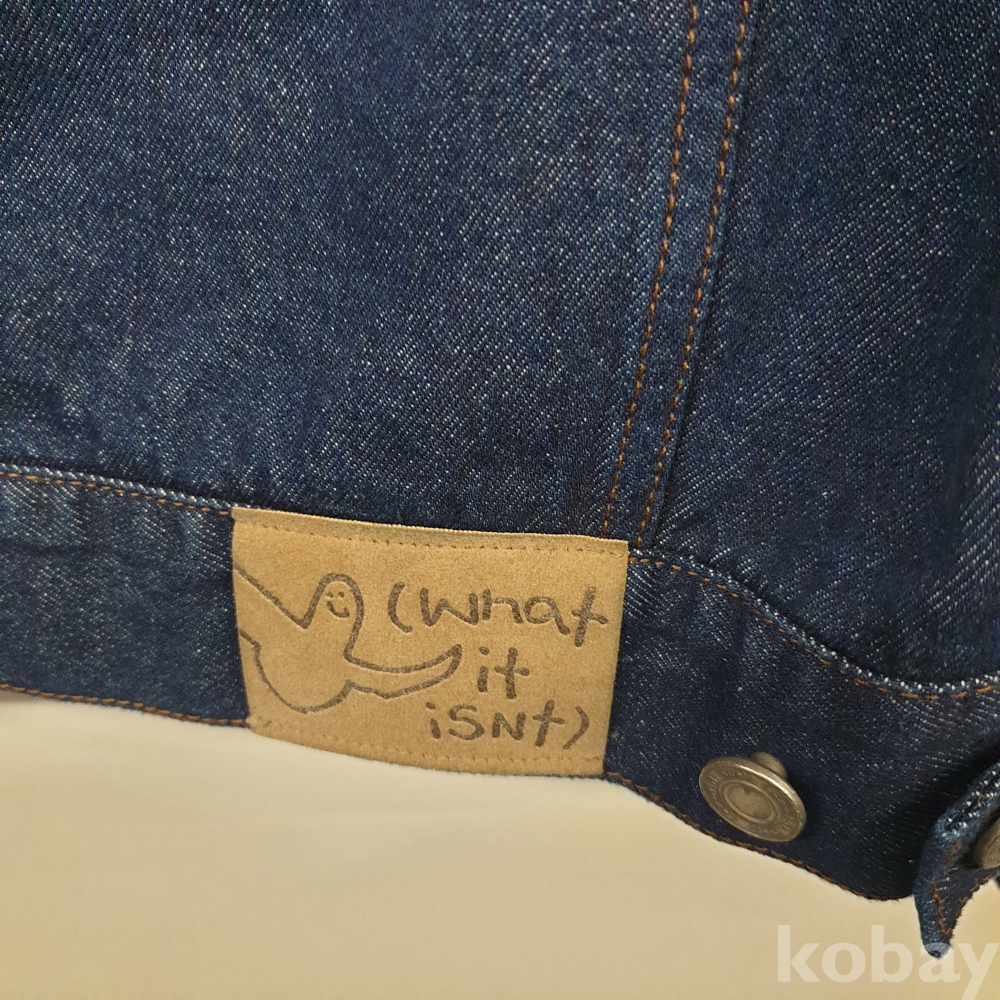 (what
it
iSNt)
kobay